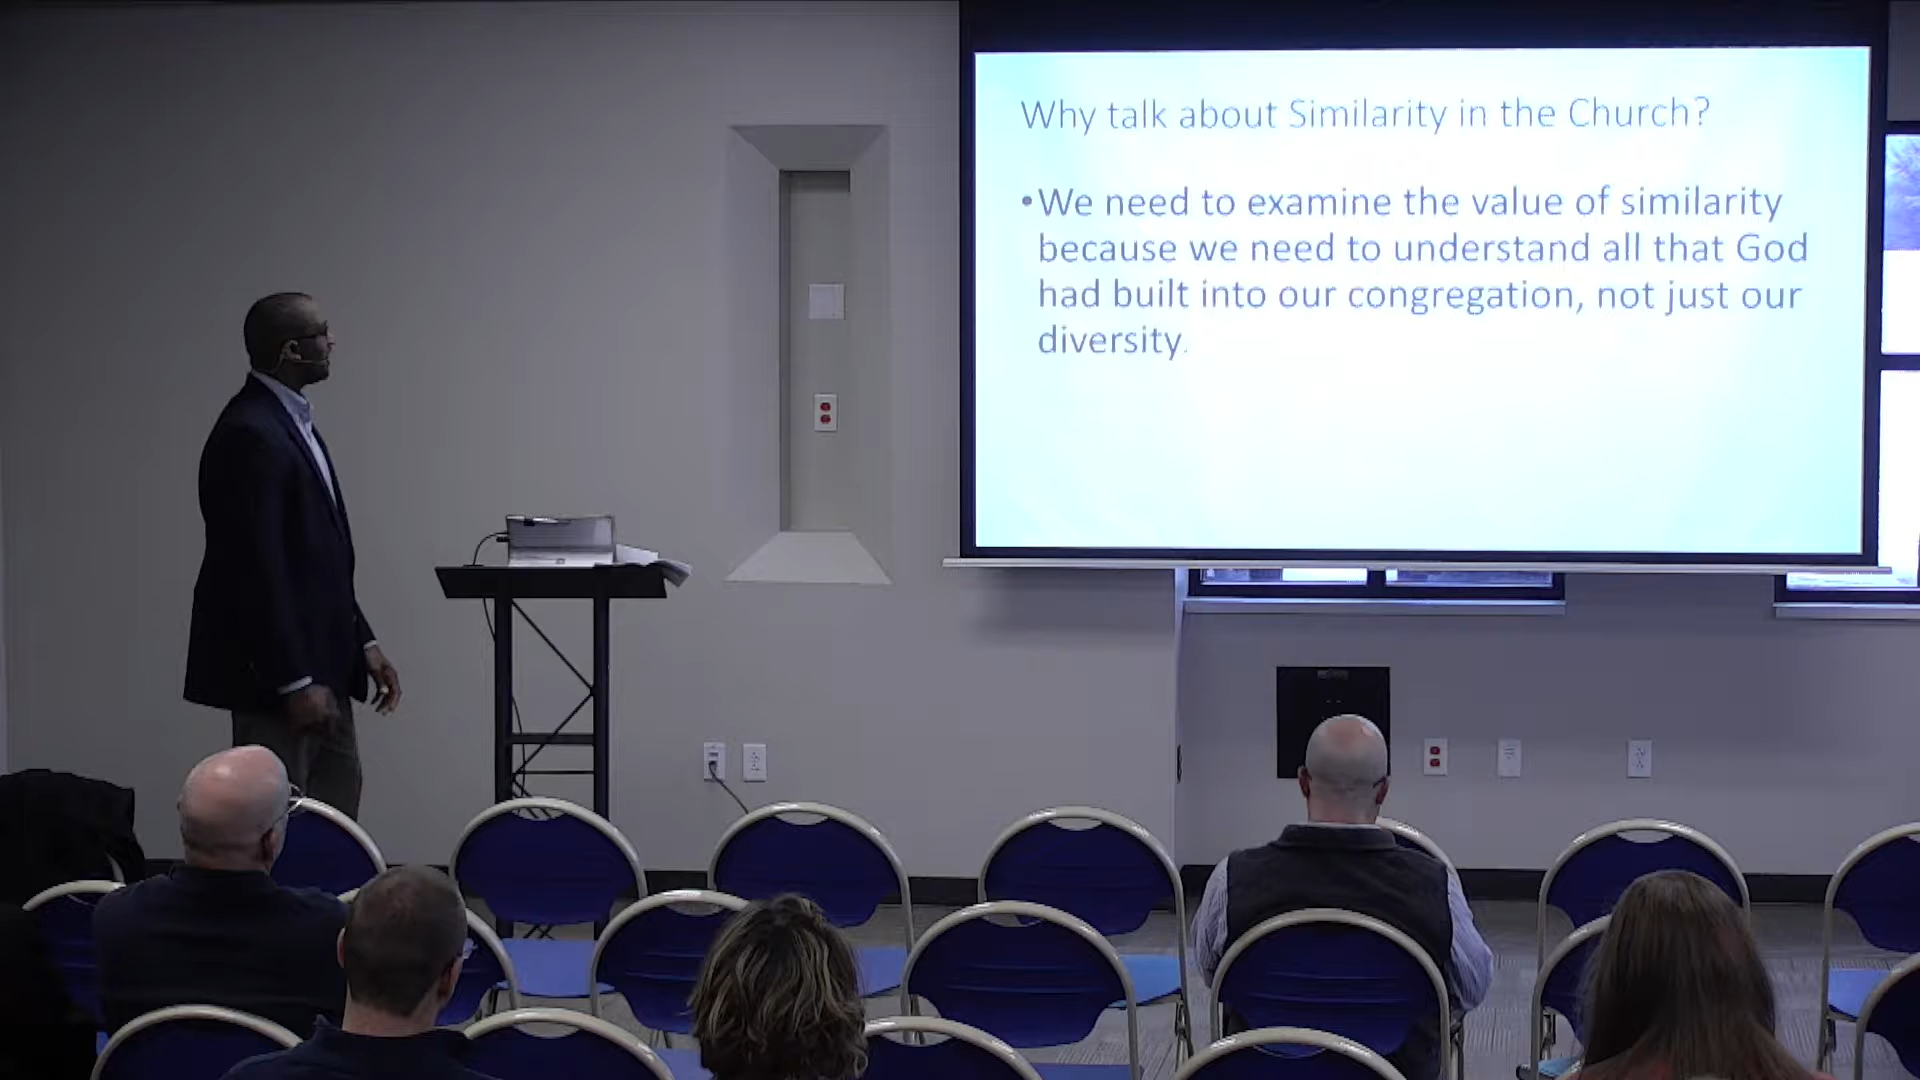 Why talk about Similarity in the Church?
•We need to examine the value of similarity
because we need to understand all that God
had built into our congregation, not just our
diversity.